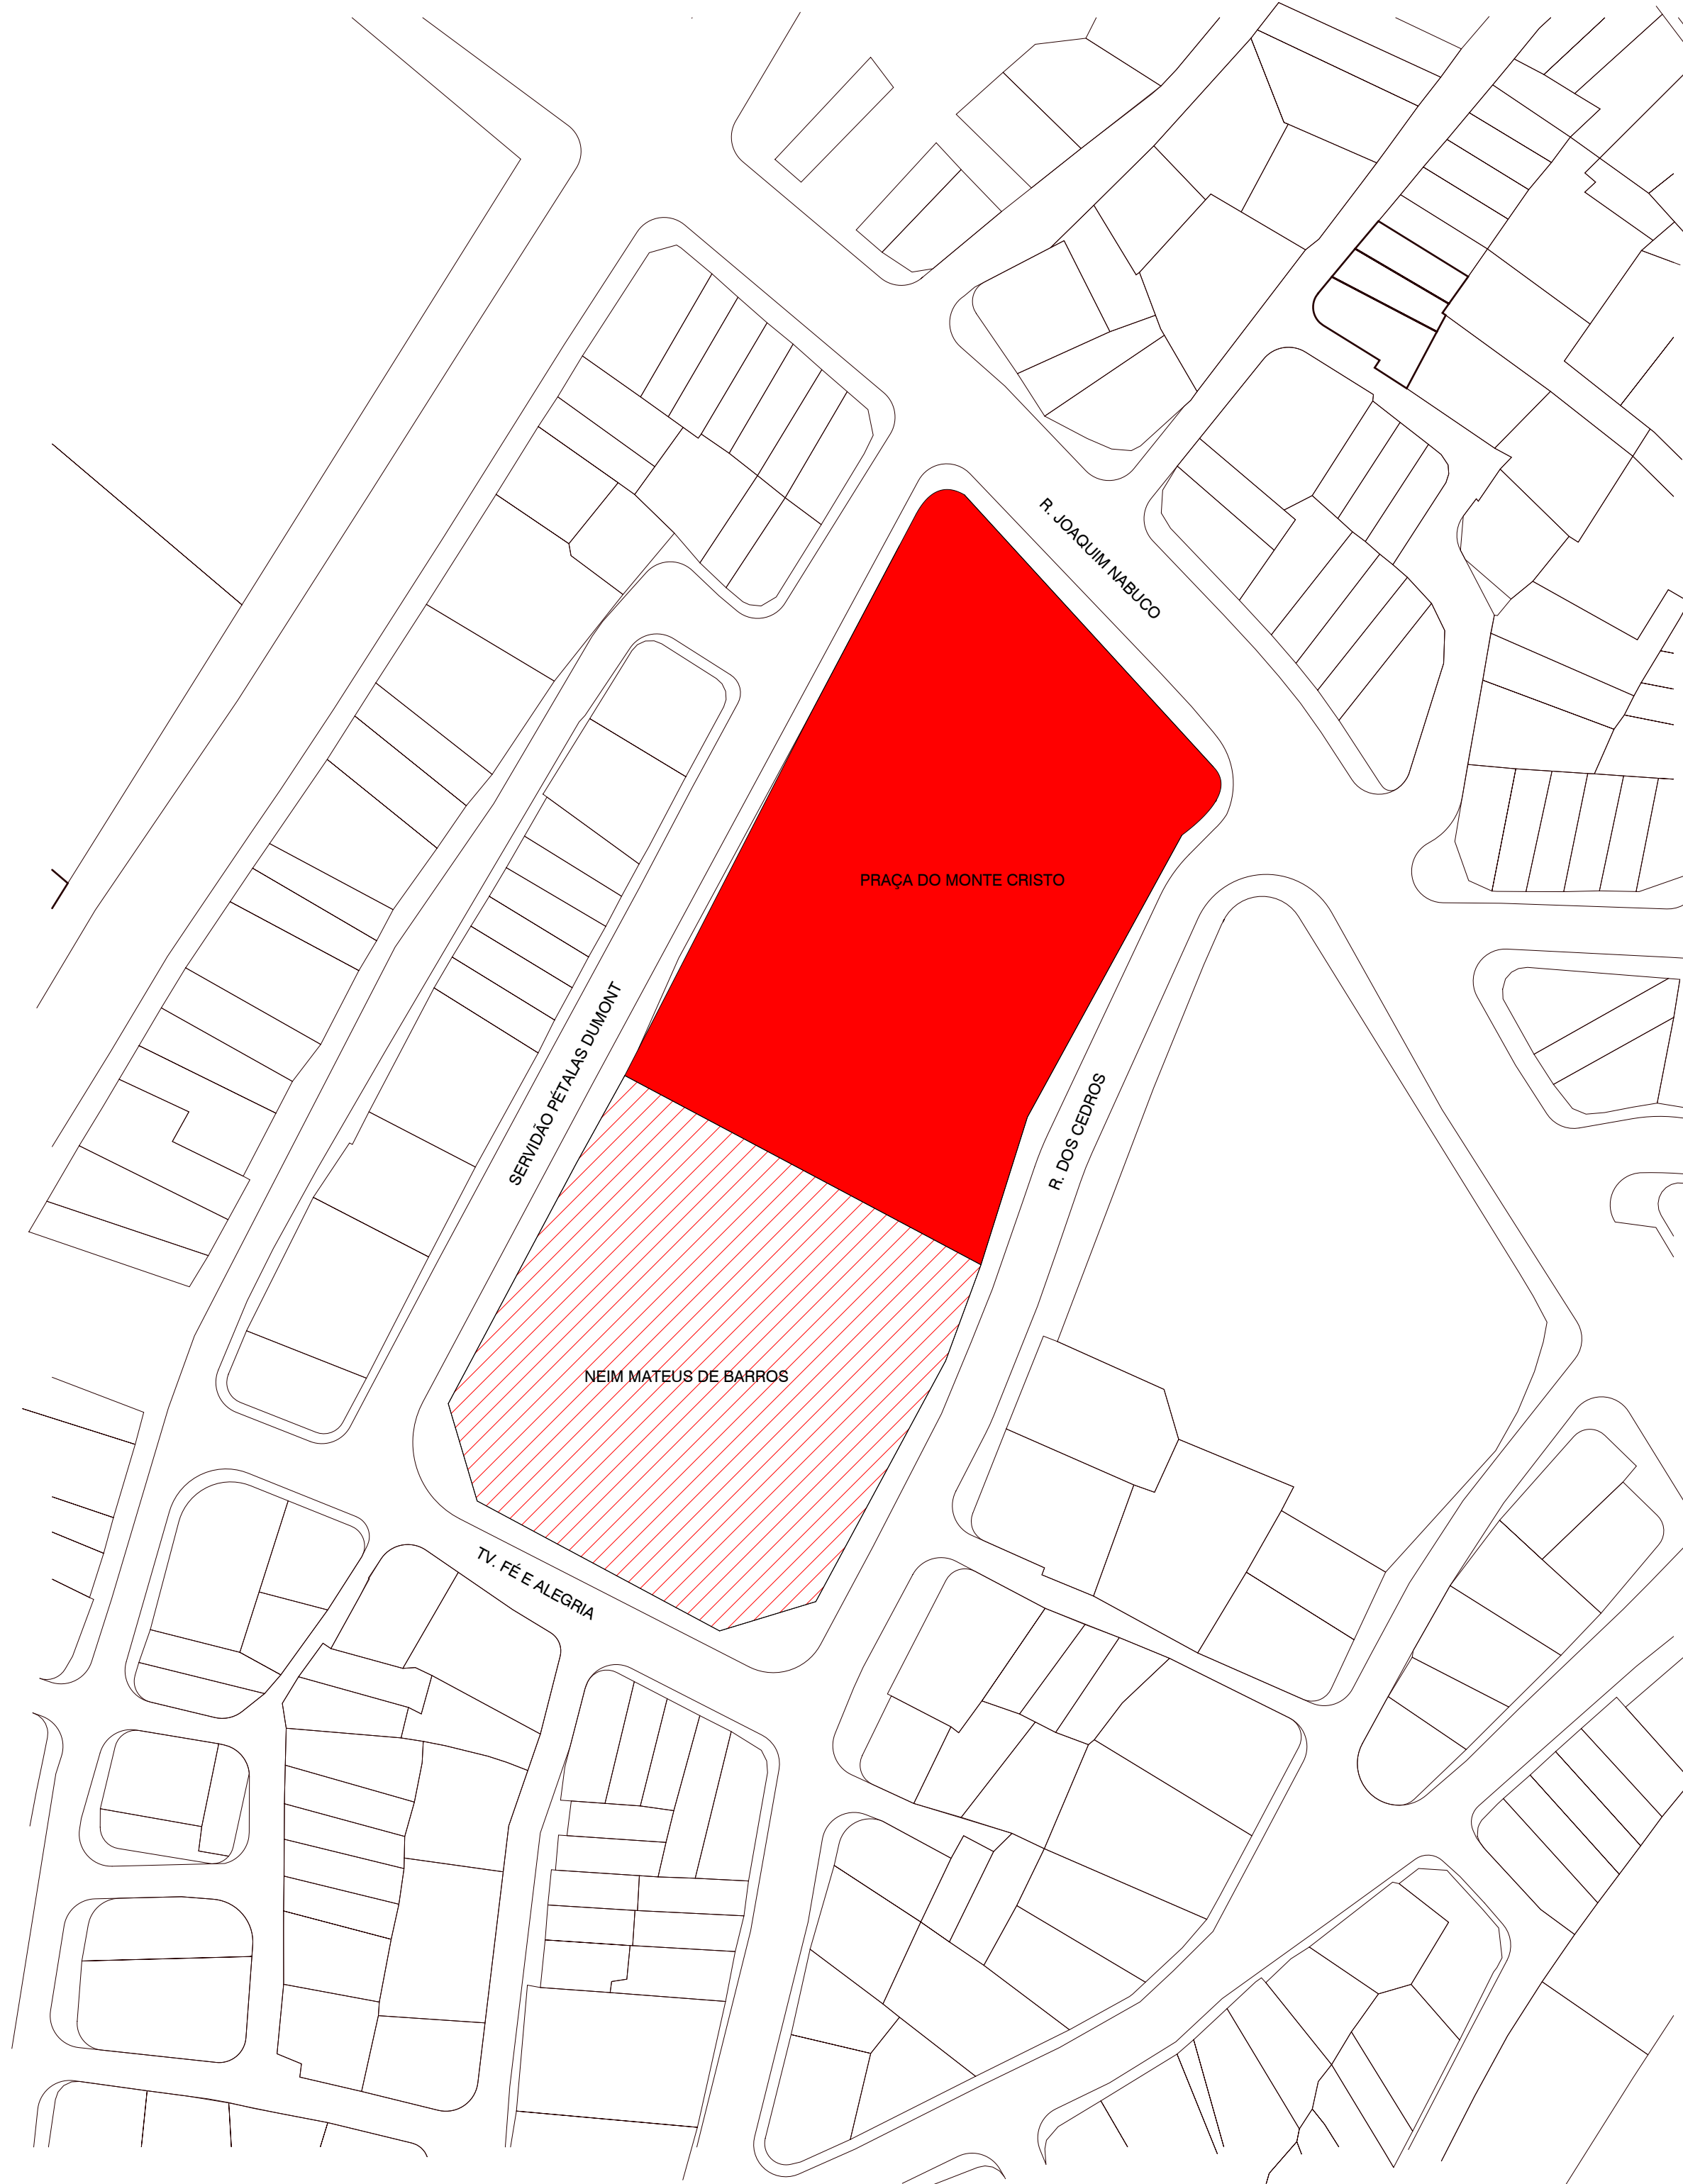 R. JOAQUIM NABUCO
PRAÇA DO MONTE CRISTO
SERVIDÃO PÉTALAS DUMONT
R. DOS CEDROS
NEIM MATEUS DE BARROS
TV. FÉ E ALEGRIA